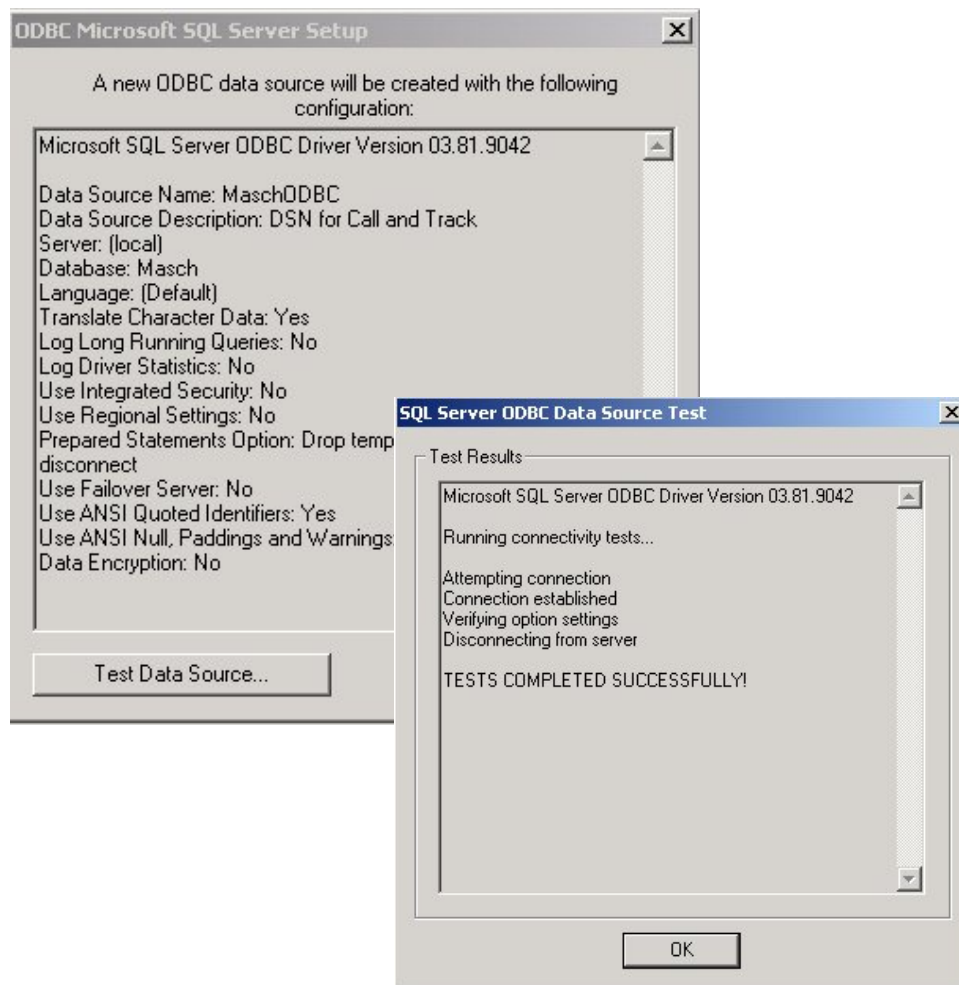 ODBC Microsoft SQL Server Setup
A new ODBC data source will be created with the following
configuration:
Microsoft SQL Server ODBC Driver Version 03.81.9042
Data Source Name: MaschODBC
Data Source Description: DSN for Call and Track
Server: (local)
Database: Masch
Language: (Default)
Translate Character Data: Yes
Log Long Running Queries: No
Log Driver Statistics: No
Use Integrated Security: No
Use Regional Settings: No
Prepared Statements Option: Drop temp
disconnect
Use Failover Server: No
Use ANSI Quoted Identifiers: Yes
Use ANSI Null, Paddings and Warnings
Data Encryption: No
Test Data Source...
SQL Server ODBC Data Source Test
Test Results
Microsoft SQL Server ODBC Driver Version 03.81.9042
Running connectivity tests...
Attempting connection
Connection established
Verifying option settings
Disconnecting from server
TESTS COMPLETED SUCCESSFULLY!
OK